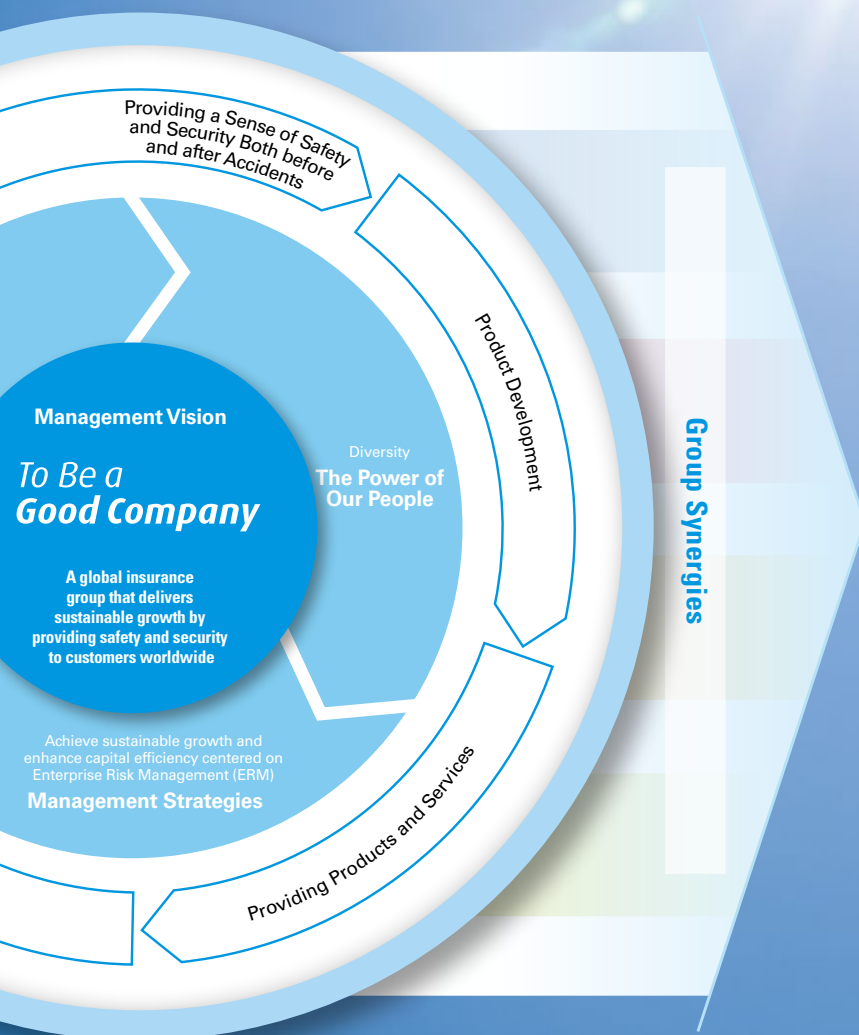 Providing a Sense of Safety
and Security Both before
and after Accidents
Product Development
Management Vision
To Be a
Good Company
A global insurance
group that delivers
sustainable growth by
providing safety and security
to customers worldwide
Diversity
The Power of
Our People
Group Synergies
Achieve sustainable growth and
enhance capital efficiency centered on
Enterprise Risk Management (ERM)
Management Strategies
Providing Products and Services